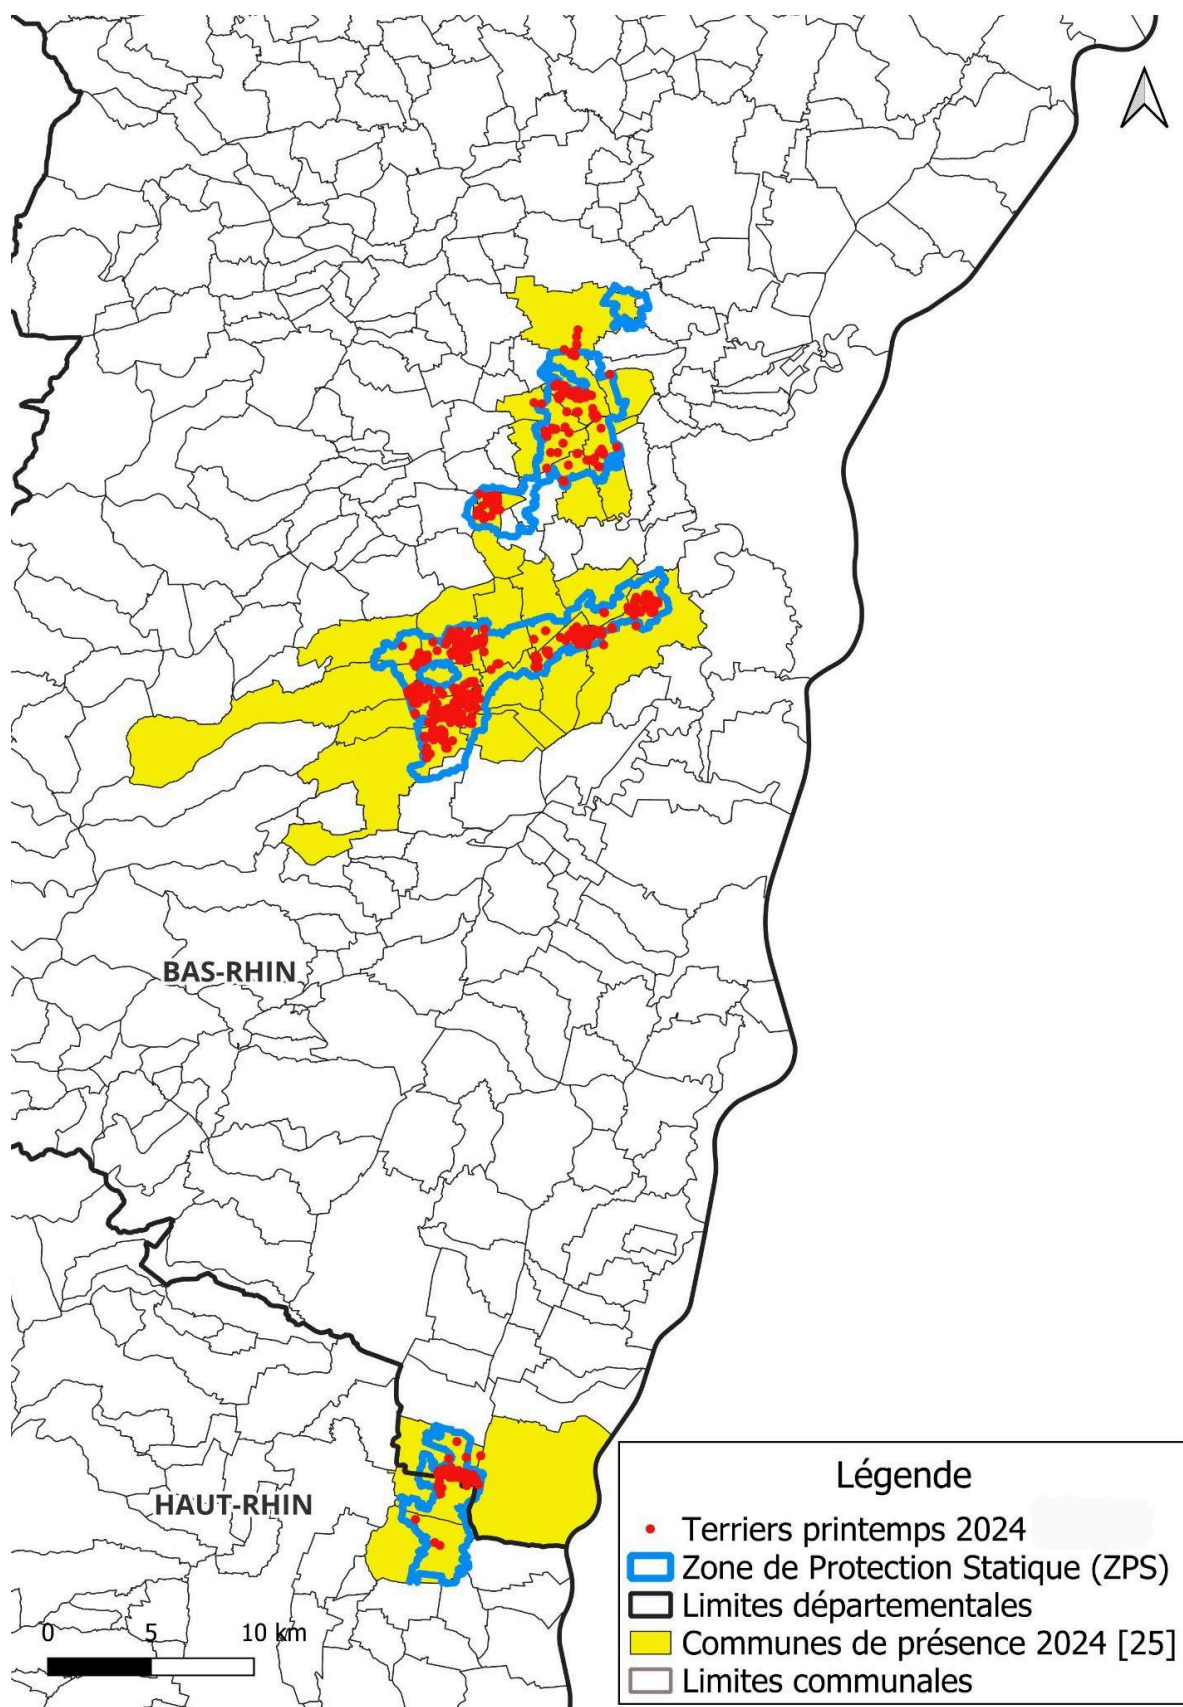 BAS-RHIN
HAUT-RHIN
0 5 10 km
Légende
Terriers printemps 2024
Zone de Protection Statique (ZPS)
Limites départementales
Communes de présence 2024 [25]
Limites communales